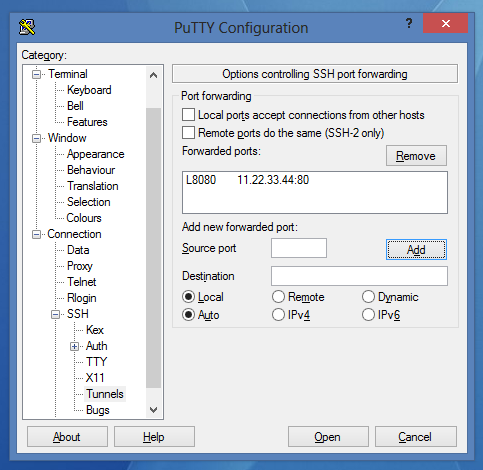 PuTTY Configuration
?
Category:
Terminal
Keyboard
Bell
Features
Window
Appearance
Behaviour
Translation
Selection
Colours
Connection
Data
Proxy
Telnet
Rlogin
SSH
Kex
Auth
TTY
X11
Tunnels
Bugs
Options controlling SSH port forwarding
Port forwarding
Local ports accept connections from other hosts
Remote ports do the same (SSH-2 only)
Forwarded ports:
Remove
L8080 11.22.33.44:80
Add new forwarded port:
Source port
Add
Destination
Local Remote Dynamic
Auto IPv4 IPv6
About Help Open Cancel